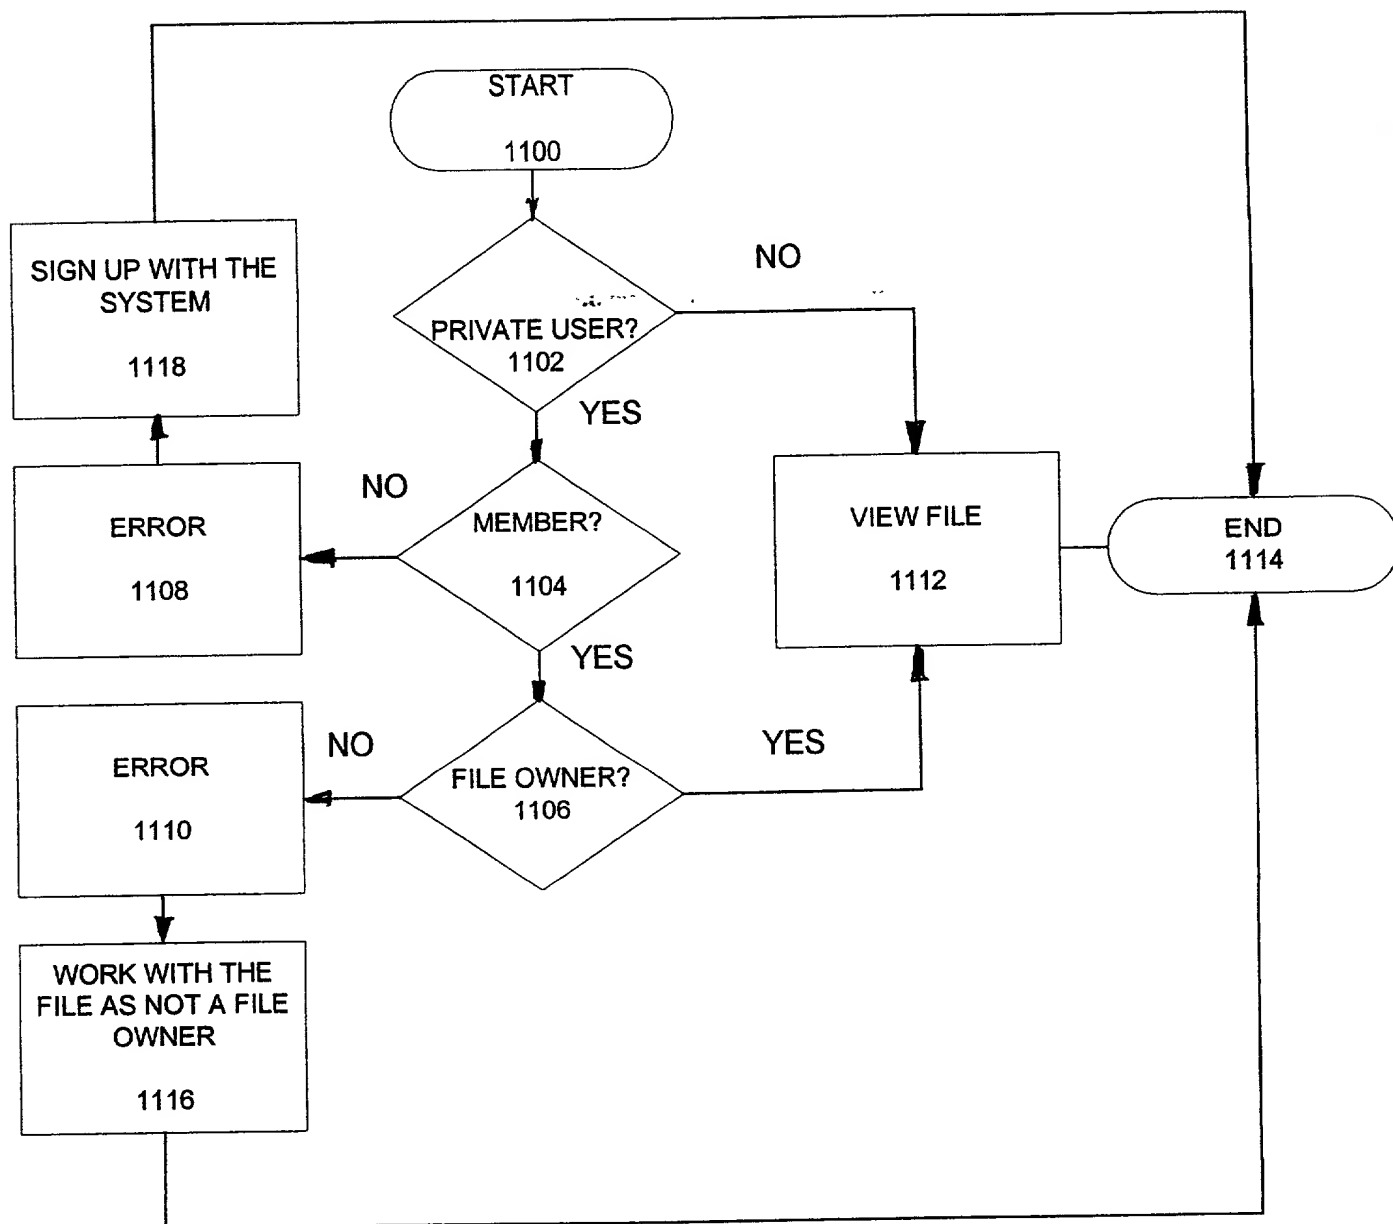 START
1100
NO
SIGN UP WITH THE
SYSTEM
1118
PRIVATE USER?
1102
YES
NO
ERROR
1108
MEMBER?
1104
VIEW FILE
1112
END
1114
YES
ERROR
1110
NO
FILE OWNER?
1106
YES
WORK WITH THE
FILE AS NOT A FILE
OWNER
1116